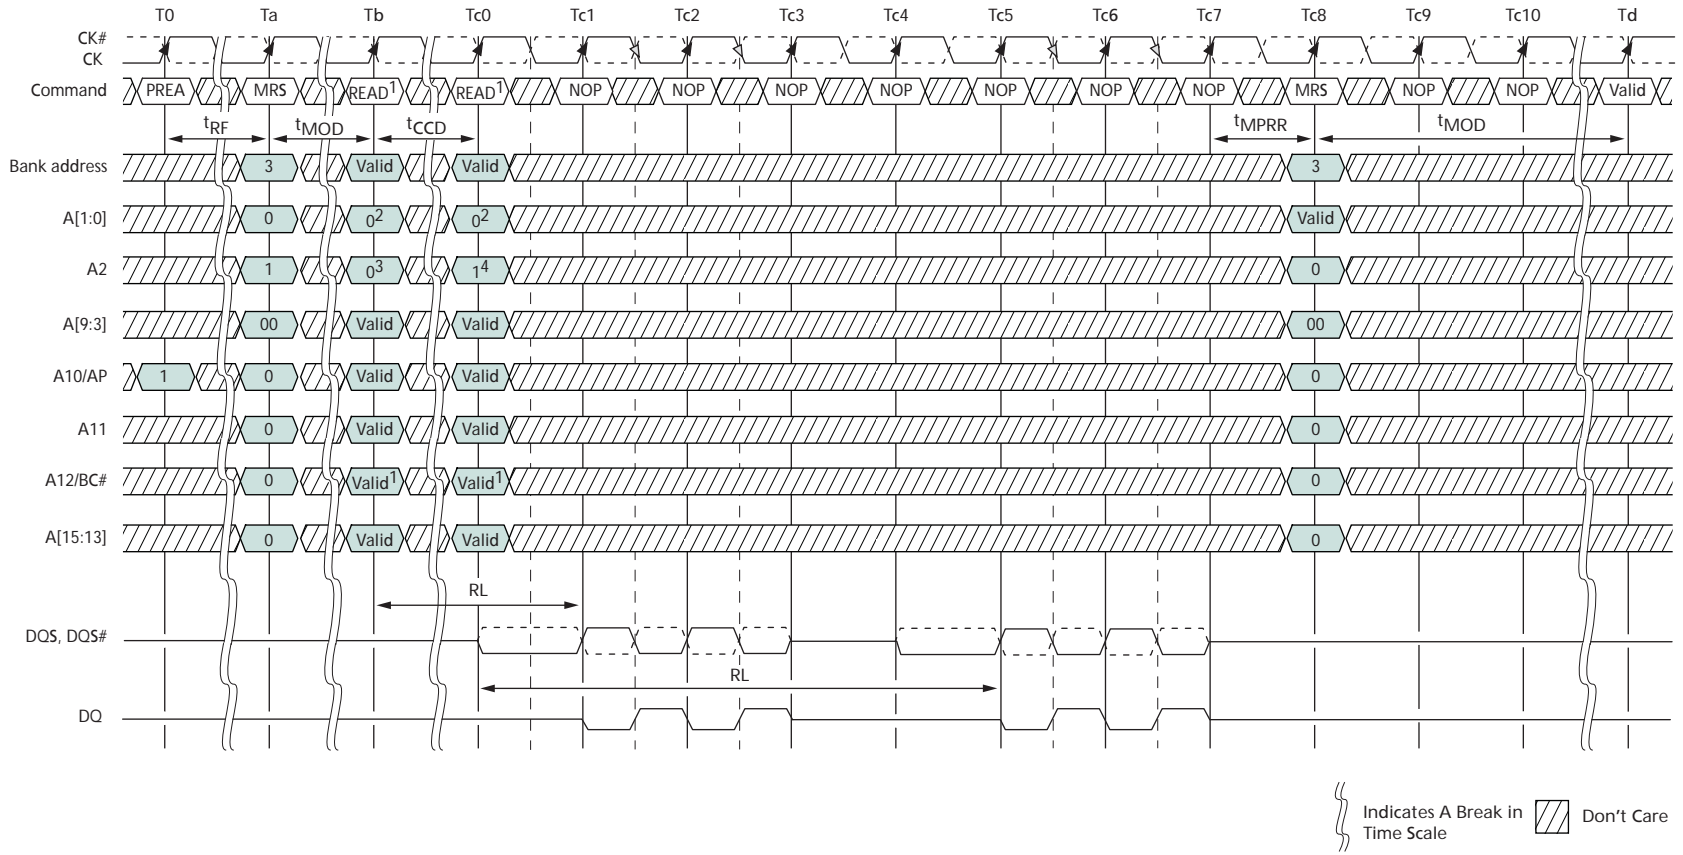 T0 Ta Tb Tc0 Tc1 Tc2 Tc3 Tc4 Tc5 Tc6 Tc7 Tc8 Tc9 Tc10 Td
CK#
CK
Command PREA MRS READ1 READ1 NOP NOP NOP NOP NOP NOP NOP MRS NOP NOP Valid
tRF tMOD tCCD tMPRR tMOD
Bank address 3 Valid Valid 3
A[1:0] 0 02 02 Valid
A2 1 03 14 0
A[9:3] 00 Valid Valid 00
A10/AP 1 0 Valid Valid 0
A11 0 Valid Valid 0
A12/BC# 0 Valid1 Valid1 0
A[15:13] 0 Valid Valid 0
RL
DQS, DQS#
RL
DQ
Indicates A Break in
Time Scale
Don't Care